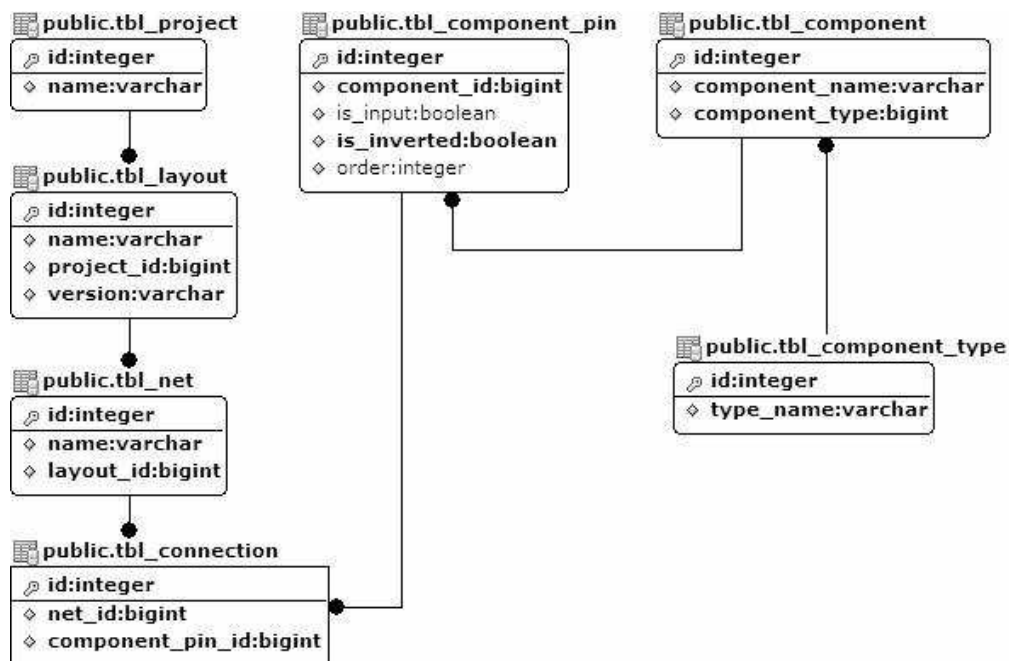 public.tbl_project
id:integer
name:varchar
public.tbl_layout
id:integer
name:varchar
project_id:bigint
version:varchar
public.tbl_net
id:integer
name:varchar
layout_id:bigint
public.tbl_connection
id:integer
net_id:bigint
component_pin_id:bigint
public.tbl_component_pin
id:integer
component_id:bigint
is_input:boolean
is_inverted:boolean
order:integer
public.tbl_component
id:integer
component_name:varchar
component_type:bigint
public.tbl_component_type
id:integer
type_name:varchar